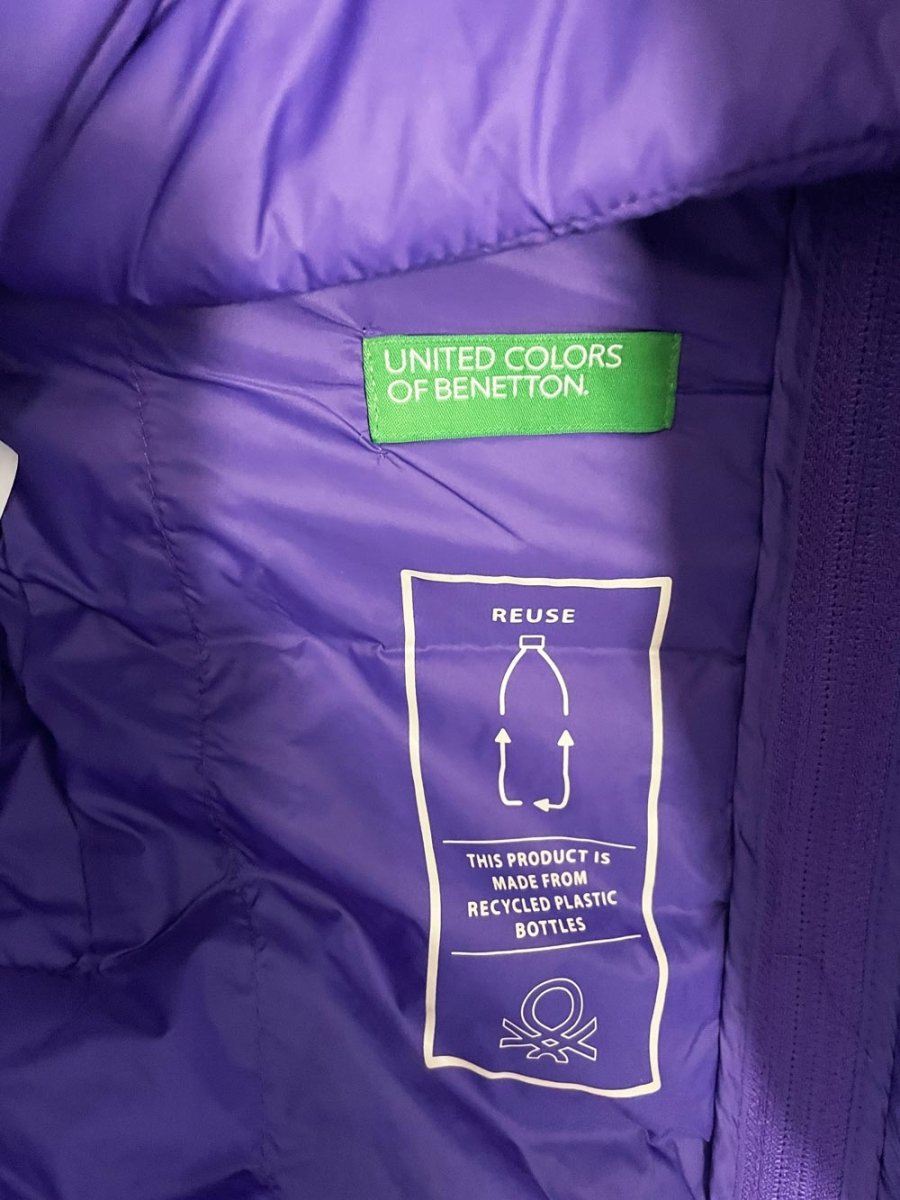 UNITED COLORS
OF BENETTON.
REUSE
THIS PRODUCT IS
MADE FROM
RECYCLED PLASTIC
BOTTLES